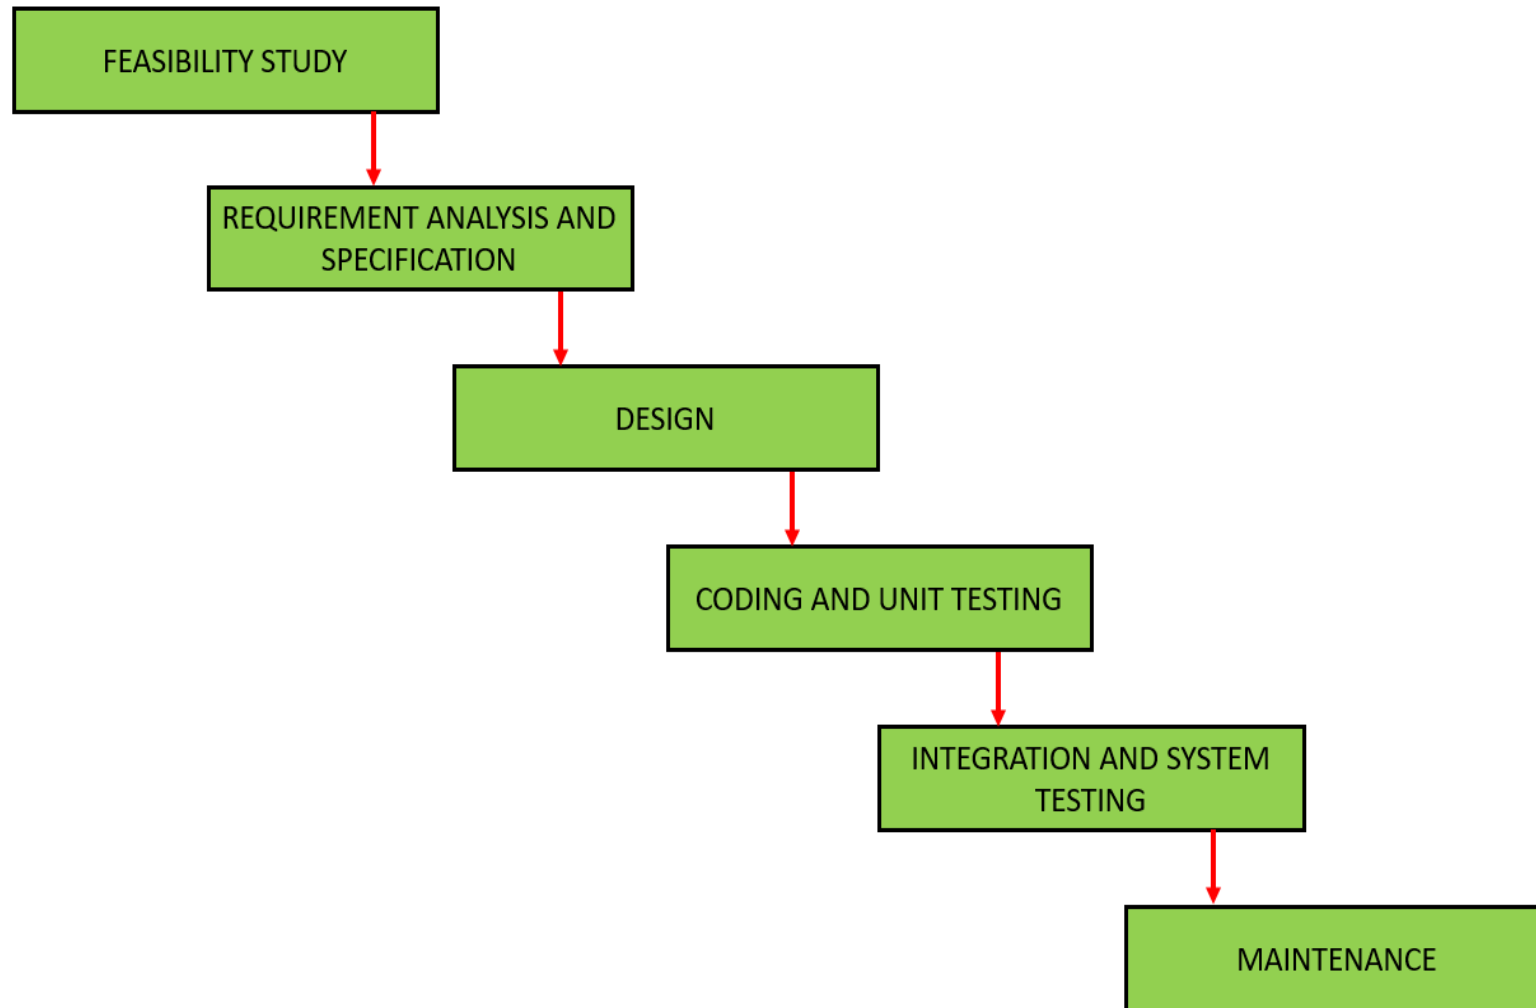 FEASIBILITY STUDY
REQUIREMENT ANALYSIS AND
SPECIFICATION
DESIGN
CODING AND UNIT TESTING
INTEGRATION AND SYSTEM
TESTING
MAINTENANCE